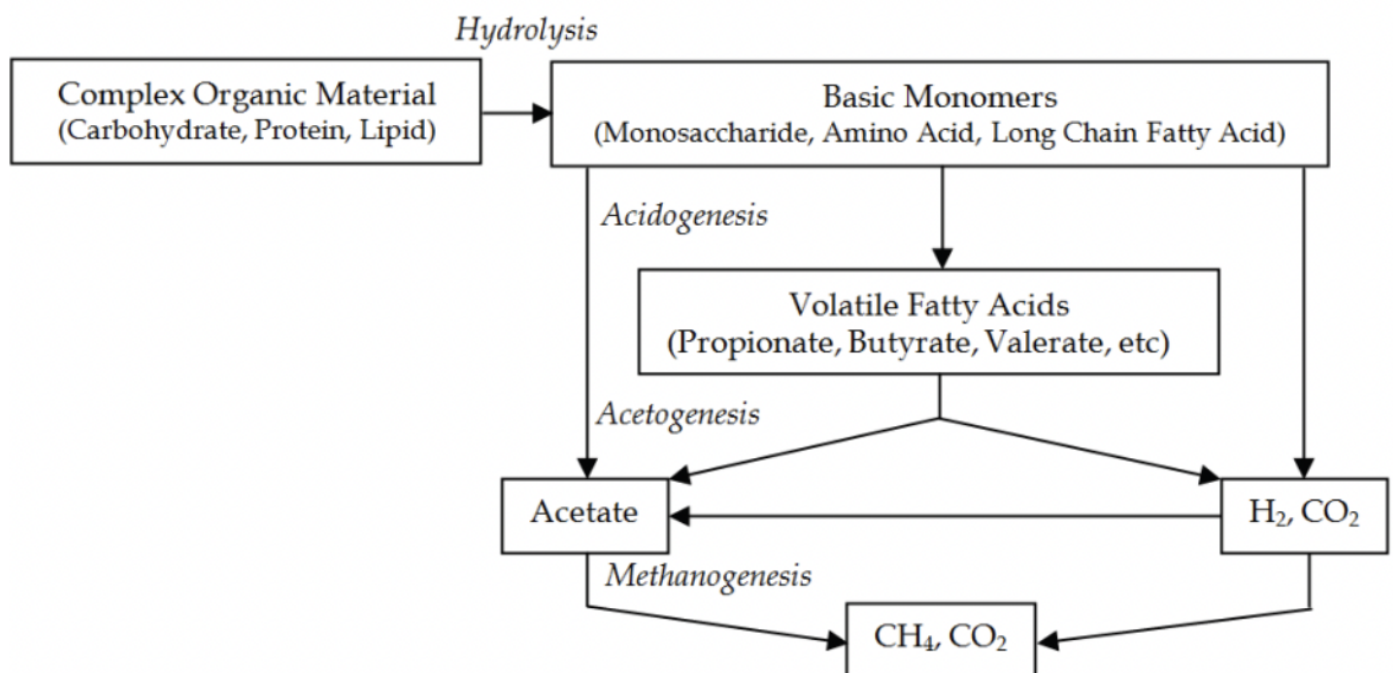 Hydrolysis
Complex Organic Material
(Carbohydrate, Protein, Lipid)
Basic Monomers
(Monosaccharide, Amino Acid, Long Chain Fatty Acid)
Acidogenesis
Volatile Fatty Acids
(Propionate, Butyrate, Valerate, etc)
Acetogenesis
Acetate
H₂, CO₂
Methanogenesis
CH₄, CO₂